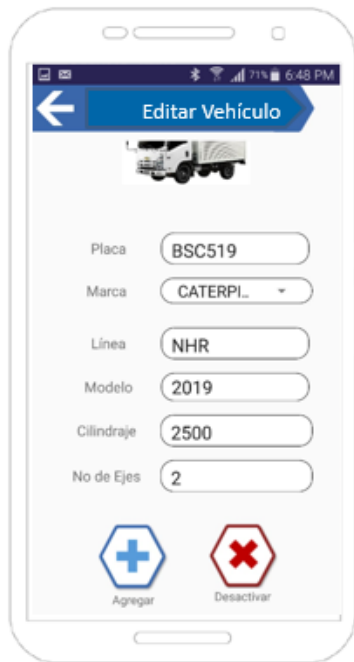 71% 6:48 PM
Editar Vehículo
Placa BSC519
Marca CATERPI..
Línea NHR
Modelo 2019
Cilindraje 2500
No de Ejes 2
Agregar Desactivar